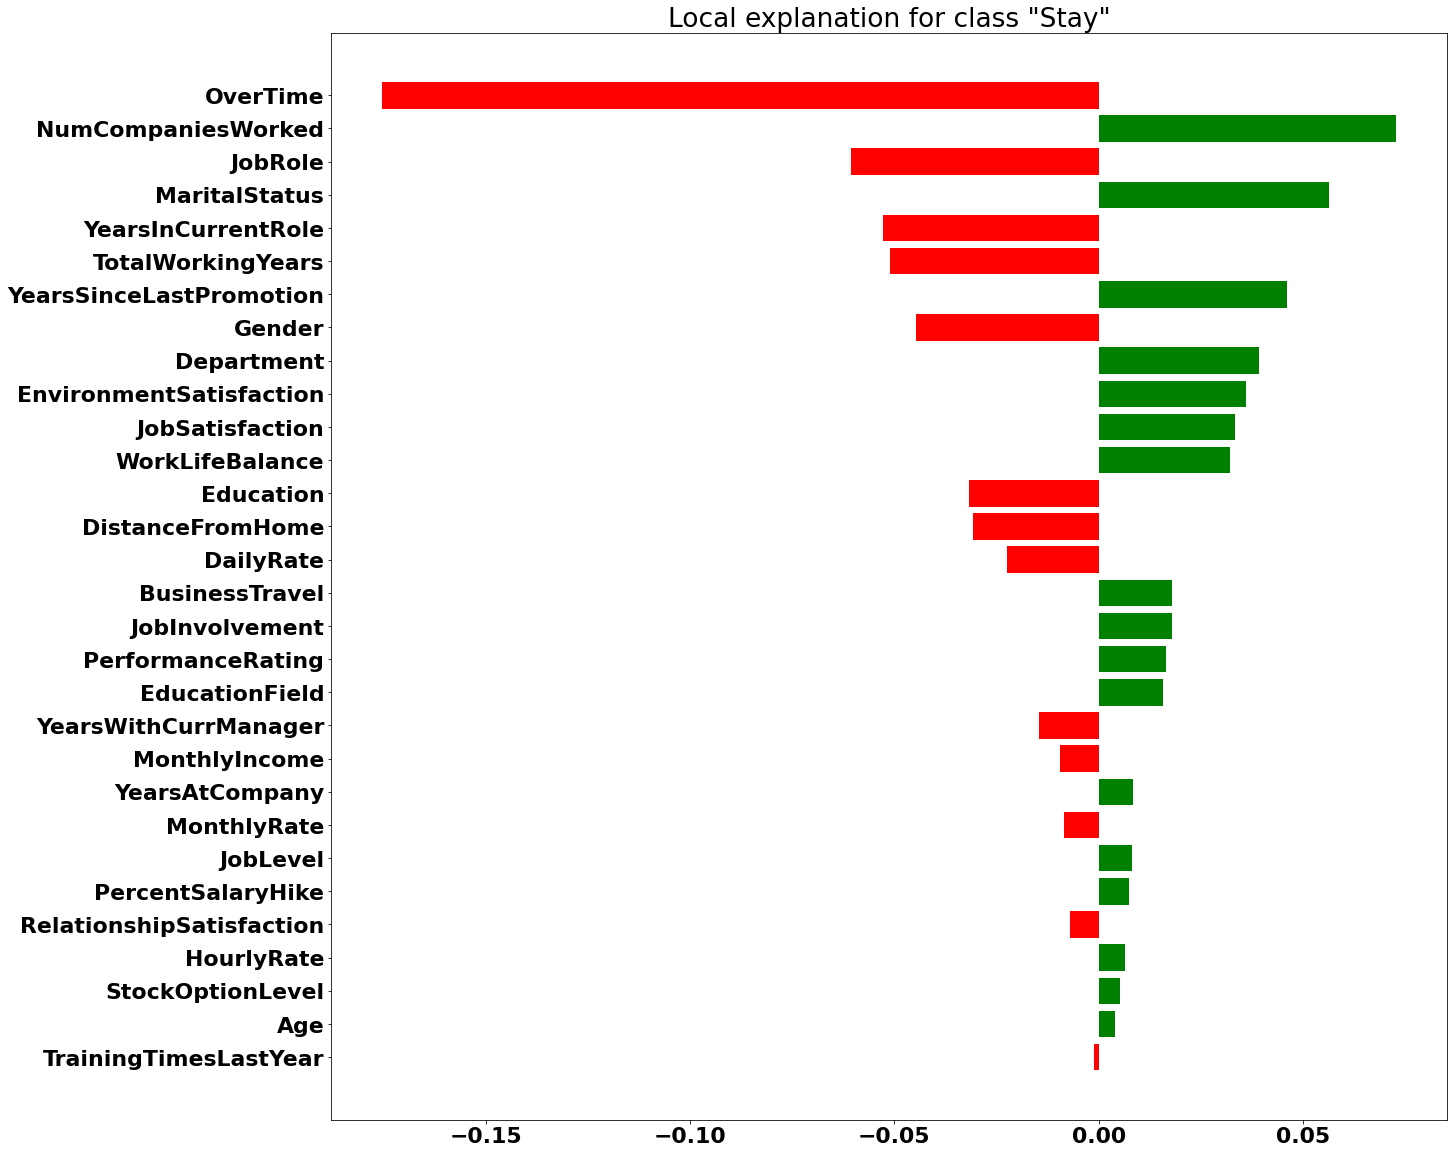 Local explanation for class "Stay"
OverTime
NumCompaniesWorked
JobRole
MaritalStatus
YearsInCurrentRole
TotalWorkingYears
YearsSinceLastPromotion
Gender
Department
EnvironmentSatisfaction
JobSatisfaction
WorkLifeBalance
Education
DistanceFromHome
DailyRate
BusinessTravel
JobInvolvement
PerformanceRating
EducationField
YearsWithCurrManager
MonthlyIncome
YearsAtCompany
MonthlyRate
JobLevel
PercentSalaryHike
RelationshipSatisfaction
HourlyRate
StockOptionLevel
Age
TrainingTimesLastYear
−0.15 −0.10 −0.05 0.00 0.05